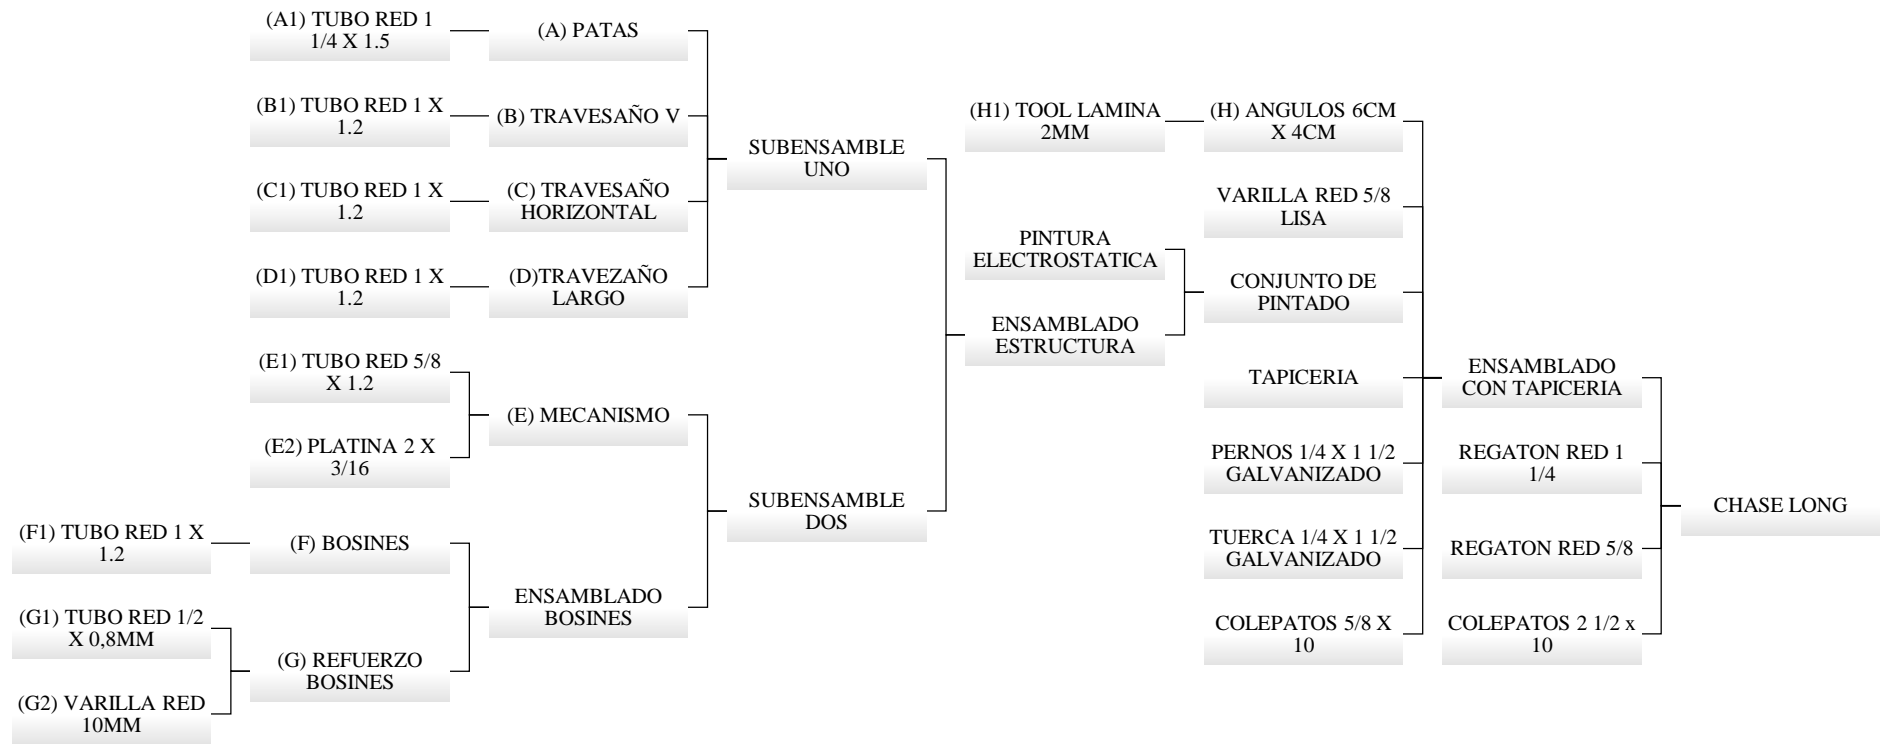 (A1) TUBO RED 1
1/4 X 1.5
(A) PATAS
(B1) TUBO RED 1 X
1.2
(B) TRAVESAÑO V
(C1) TUBO RED 1 X
1.2
(C) TRAVESAÑO
HORIZONTAL
(D1) TUBO RED 1 X
1.2
(D)TRAVEZAÑO
LARGO
SUBENSAMBLE
UNO
(E1) TUBO RED 5/8
X 1.2
(E2) PLATINA 2 X
3/16
(E) MECANISMO
(F1) TUBO RED 1 X
1.2
(F) BOSINES
(G1) TUBO RED 1/2
X 0,8MM
(G2) VARILLA RED
10MM
(G) REFUERZO
BOSINES
ENSAMBLADO
BOSINES
SUBENSAMBLE
DOS
(H1) TOOL LAMINA
2MM
(H) ANGULOS 6CM
X 4CM
VARILLA RED 5/8
LISA
PINTURA
ELECTROSTATICA
ENSAMBLADO
ESTRUCTURA
CONJUNTO DE
PINTADO
TAPICERIA
PERNOS 1/4 X 1 1/2
GALVANIZADO
TUERCA 1/4 X 1 1/2
GALVANIZADO
COLEPATOS 5/8 X
10
ENSAMBLADO
CON TAPICERIA
REGATON RED 1
1/4
REGATON RED 5/8
COLEPATOS 2 1/2 x
10
CHASE LONG